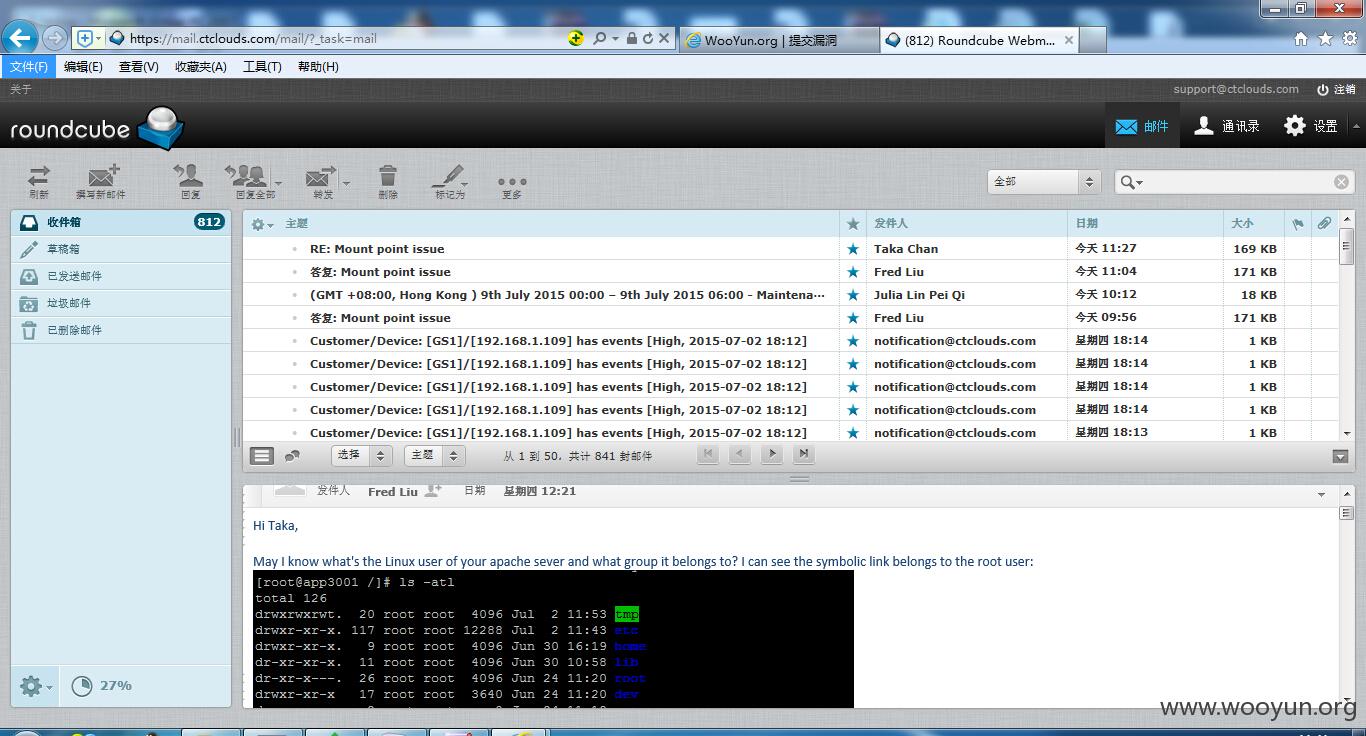 https://mail.ctclouds.com/mail/?_task=mail
WooYun.org | 提交漏洞
(812) Roundcube Webm...
文件(F) 编辑(E) 查看(V) 收藏夹(A) 工具(T) 帮助(H)
关于 support@ctclouds.com 注销
roundcube 邮件 通讯录 设置
刷新 撰写新邮件 回复 回复全部 转发 删除 标记为 更多 全部
收件箱 812
草稿箱
已发送邮件
垃圾邮件
已删除邮件
27%
主题 发件人 日期 大小
RE: Mount point issue Taka Chan 今天 11:27 169 KB
答复: Mount point issue Fred Liu 今天 11:04 171 KB
(GMT +08:00, Hong Kong ) 9th July 2015 00:00 – 9th July 2015 06:00 - Maintena··· Julia Lin Pei Qi 今天 10:12 18 KB
答复: Mount point issue Fred Liu 今天 09:56 171 KB
Customer/Device: [GS1]/[192.168.1.109] has events [High, 2015-07-02 18:12] notification@ctclouds.com 星期四 18:14 1 KB
Customer/Device: [GS1]/[192.168.1.109] has events [High, 2015-07-02 18:12] notification@ctclouds.com 星期四 18:14 1 KB
Customer/Device: [GS1]/[192.168.1.109] has events [High, 2015-07-02 18:12] notification@ctclouds.com 星期四 18:14 1 KB
Customer/Device: [GS1]/[192.168.1.109] has events [High, 2015-07-02 18:12] notification@ctclouds.com 星期四 18:14 1 KB
Customer/Device: [GS1]/[192.168.1.109] has events [High, 2015-07-02 18:12] notification@ctclouds.com 星期四 18:13 1 KB
选择 主题 从 1 到 50，共计 841 封邮件
发件人 Fred Liu 日期 星期四 12:21
Hi Taka,
May I know what's the Linux user of your apache sever and what group it belongs to? I can see the symbolic link belongs to the root user:
[root@app3001 /]# ls -atl
total 126
drwxrwxrwt. 20 root root 4096 Jul 2 11:53 tmp
drwxr-xr-x. 117 root root 12288 Jul 2 11:43 etc
drwxr-xr-x. 9 root root 4096 Jun 30 16:19 home
dr-xr-xr-x. 11 root root 4096 Jun 30 10:58 lib
dr-xr-x---. 26 root root 4096 Jun 24 11:20 root
drwxr-xr-x 17 root root 3640 Jun 24 11:20 dev
www.wooyun.org